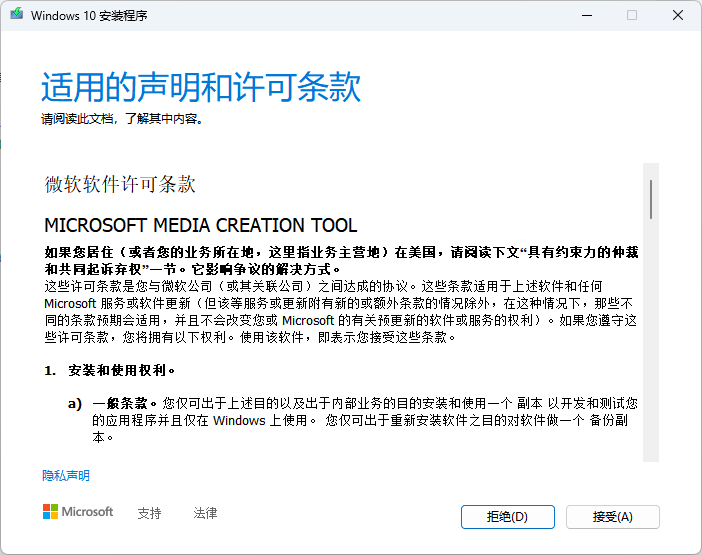 Windows 10 安装程序
适用的声明和许可条款
请阅读此文档，了解其中内容。
微软软件许可条款
MICROSOFT MEDIA CREATION TOOL
如果您居住（或者您的业务所在地，这里指业务主营地）在美国，请阅读下文“具有约束力的仲裁
和共同起诉弃权”一节。它影响争议的解决方式。
这些许可条款是您与微软公司（或其关联公司）之间达成的协议。这些条款适用于上述软件和任何
Microsoft 服务或软件更新（但该等服务或更新附有新的或额外条款的情况除外，在这种情况下，那些不
同的条款预期会适用，并且不会改变您或 Microsoft 的有关预更新的软件或服务的权利）。如果您遵守这
些许可条款，您将拥有以下权利。使用该软件，即表示您接受这些条款。
1. 安装和使用权利。
a) 一般条款。您仅可出于上述目的以及出于内部业务的目的安装和使用一个 副本 以开发和测试您
的应用程序并且仅在 Windows 上使用。 您仅可出于重新安装软件之目的对软件做一个 备份副
本。
隐私声明
Microsoft 支持 法律 拒绝(D) 接受(A)